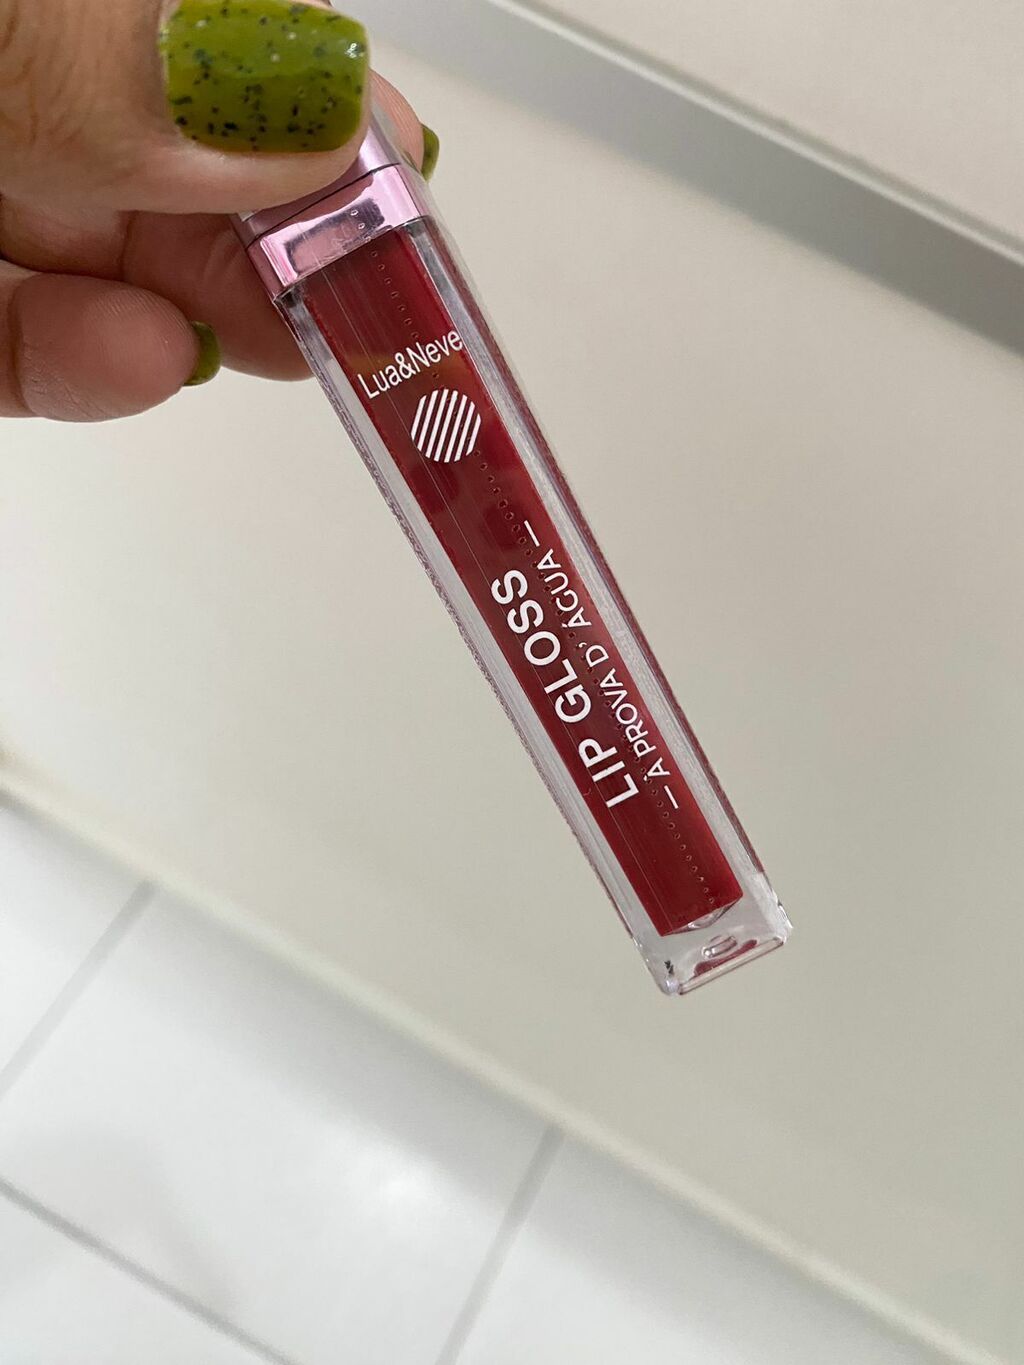 Lua&Neve
LIP GLOSS
— A PROVA D' ÁGUA —